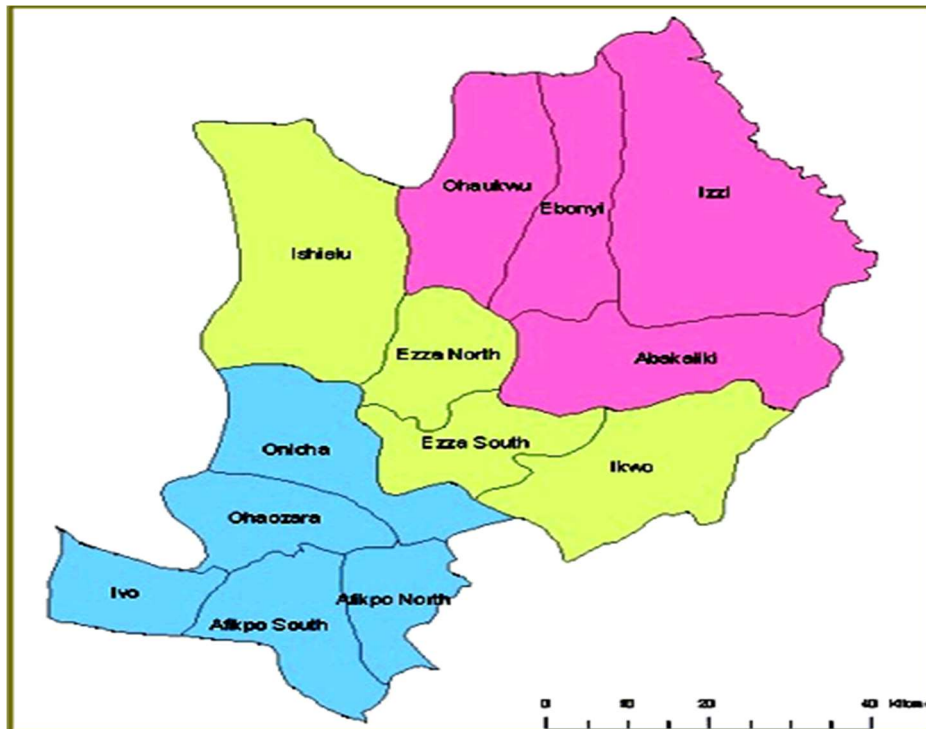 Izzi
Ohaukwu
Ebonyi
Ishielu
Ezza North
Abakaliki
Ezza South
Onicha
Ikwo
Ohaozara
Ivo
Afikpo North
Afikpo South
0 10 20 40